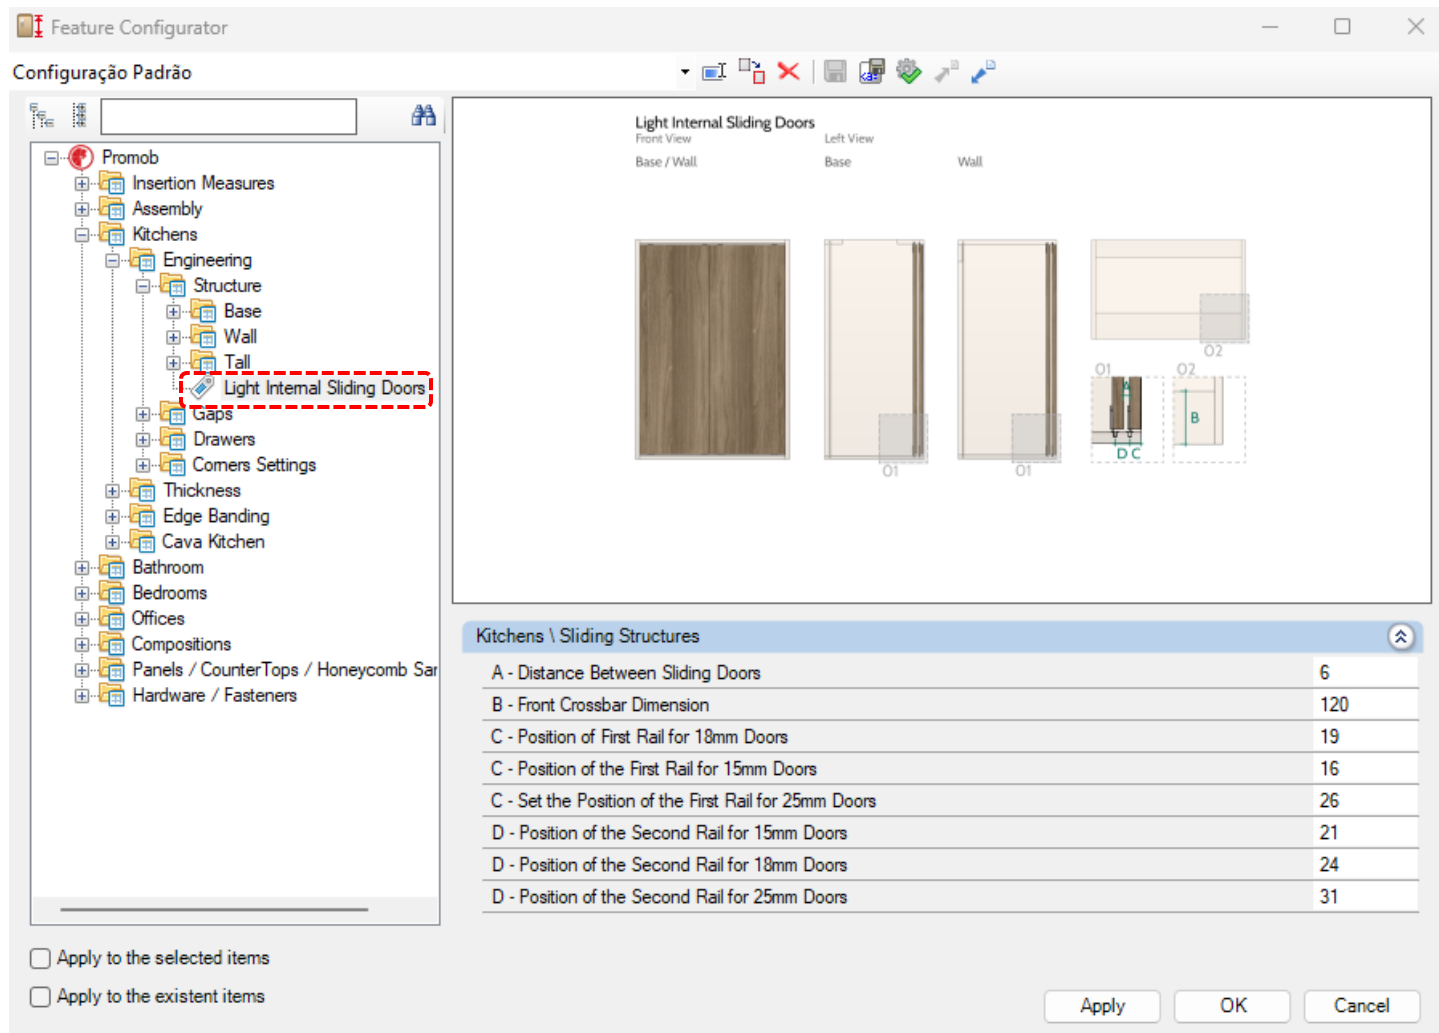 Feature Configurator
Configuração Padrão
Promob
Insertion Measures
Assembly
Kitchens
Engineering
Structure
Base
Wall
Tall
Light Internal Sliding Doors
Gaps
Drawers
Corners Settings
Thickness
Edge Banding
Cava Kitchen
Bathroom
Bedrooms
Offices
Compositions
Panels / CounterTops / Honeycomb Sar
Hardware / Fasteners
Light Internal Sliding Doors
Front View Left View
Base / Wall Base Wall
O2
O1 O2
A
B
D C
O1 O1
Kitchens \ Sliding Structures
A - Distance Between Sliding Doors 6
B - Front Crossbar Dimension 120
C - Position of First Rail for 18mm Doors 19
C - Position of the First Rail for 15mm Doors 16
C - Set the Position of the First Rail for 25mm Doors 26
D - Position of the Second Rail for 15mm Doors 21
D - Position of the Second Rail for 18mm Doors 24
D - Position of the Second Rail for 25mm Doors 31
Apply to the selected items
Apply to the existent items
Apply OK Cancel